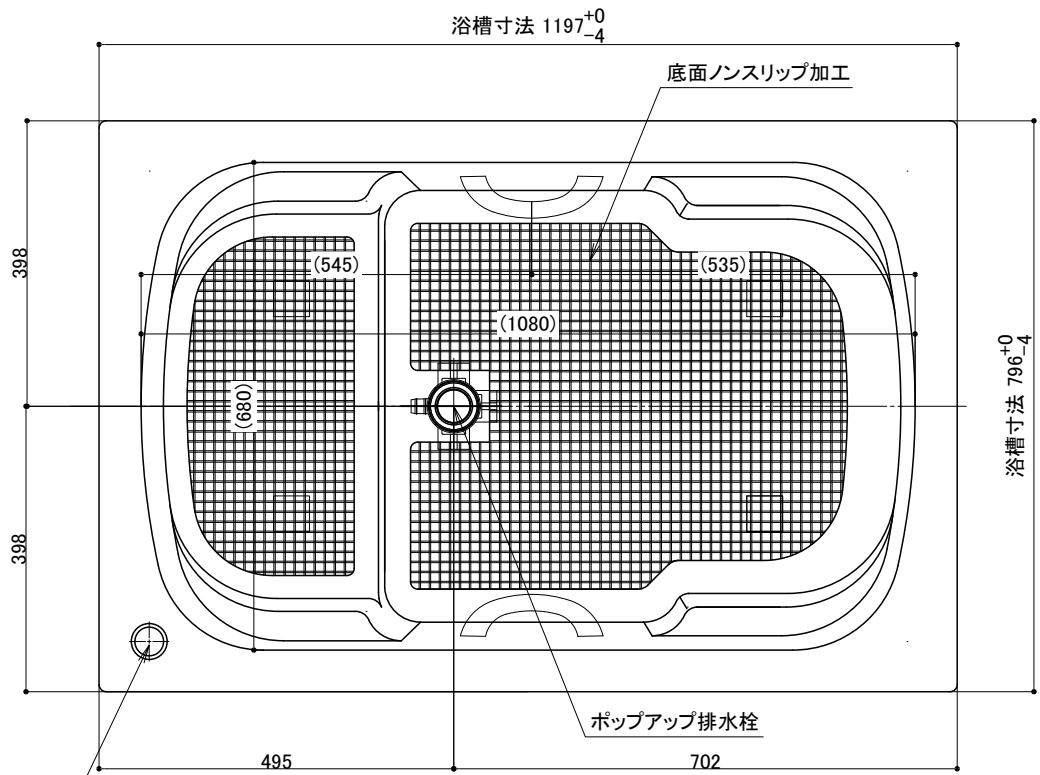 浴槽寸法 1197+0-4
底面ノンスリップ加工
398
(545)
(535)
(1080)
浴槽寸法 796+0-4
(680)
398
ポップアップ排水栓
495
702